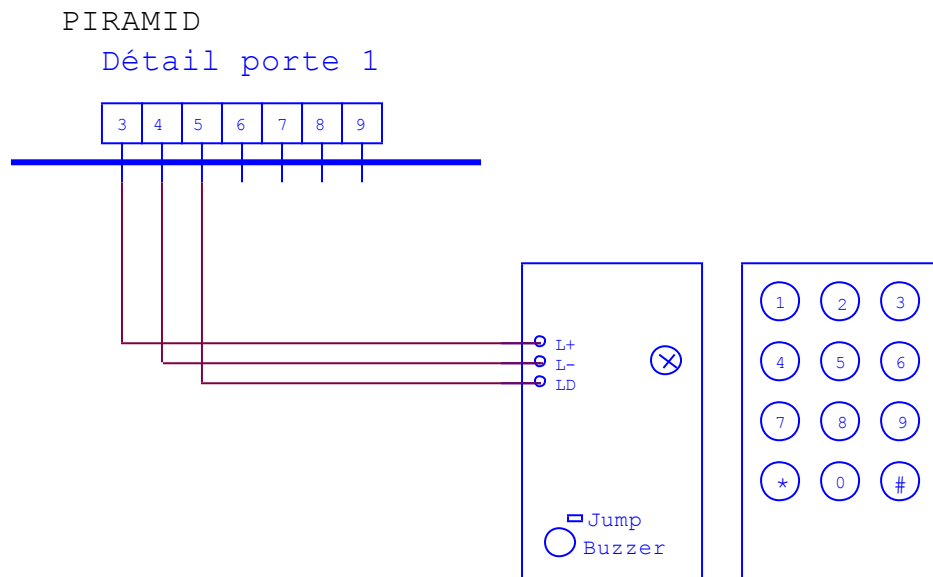 PIRAMID
Détail porte 1
3 4 5 6 7 8 9
L+
L-
LD
Jump
Buzzer
1 2 3
4 5 6
7 8 9
* 0 #